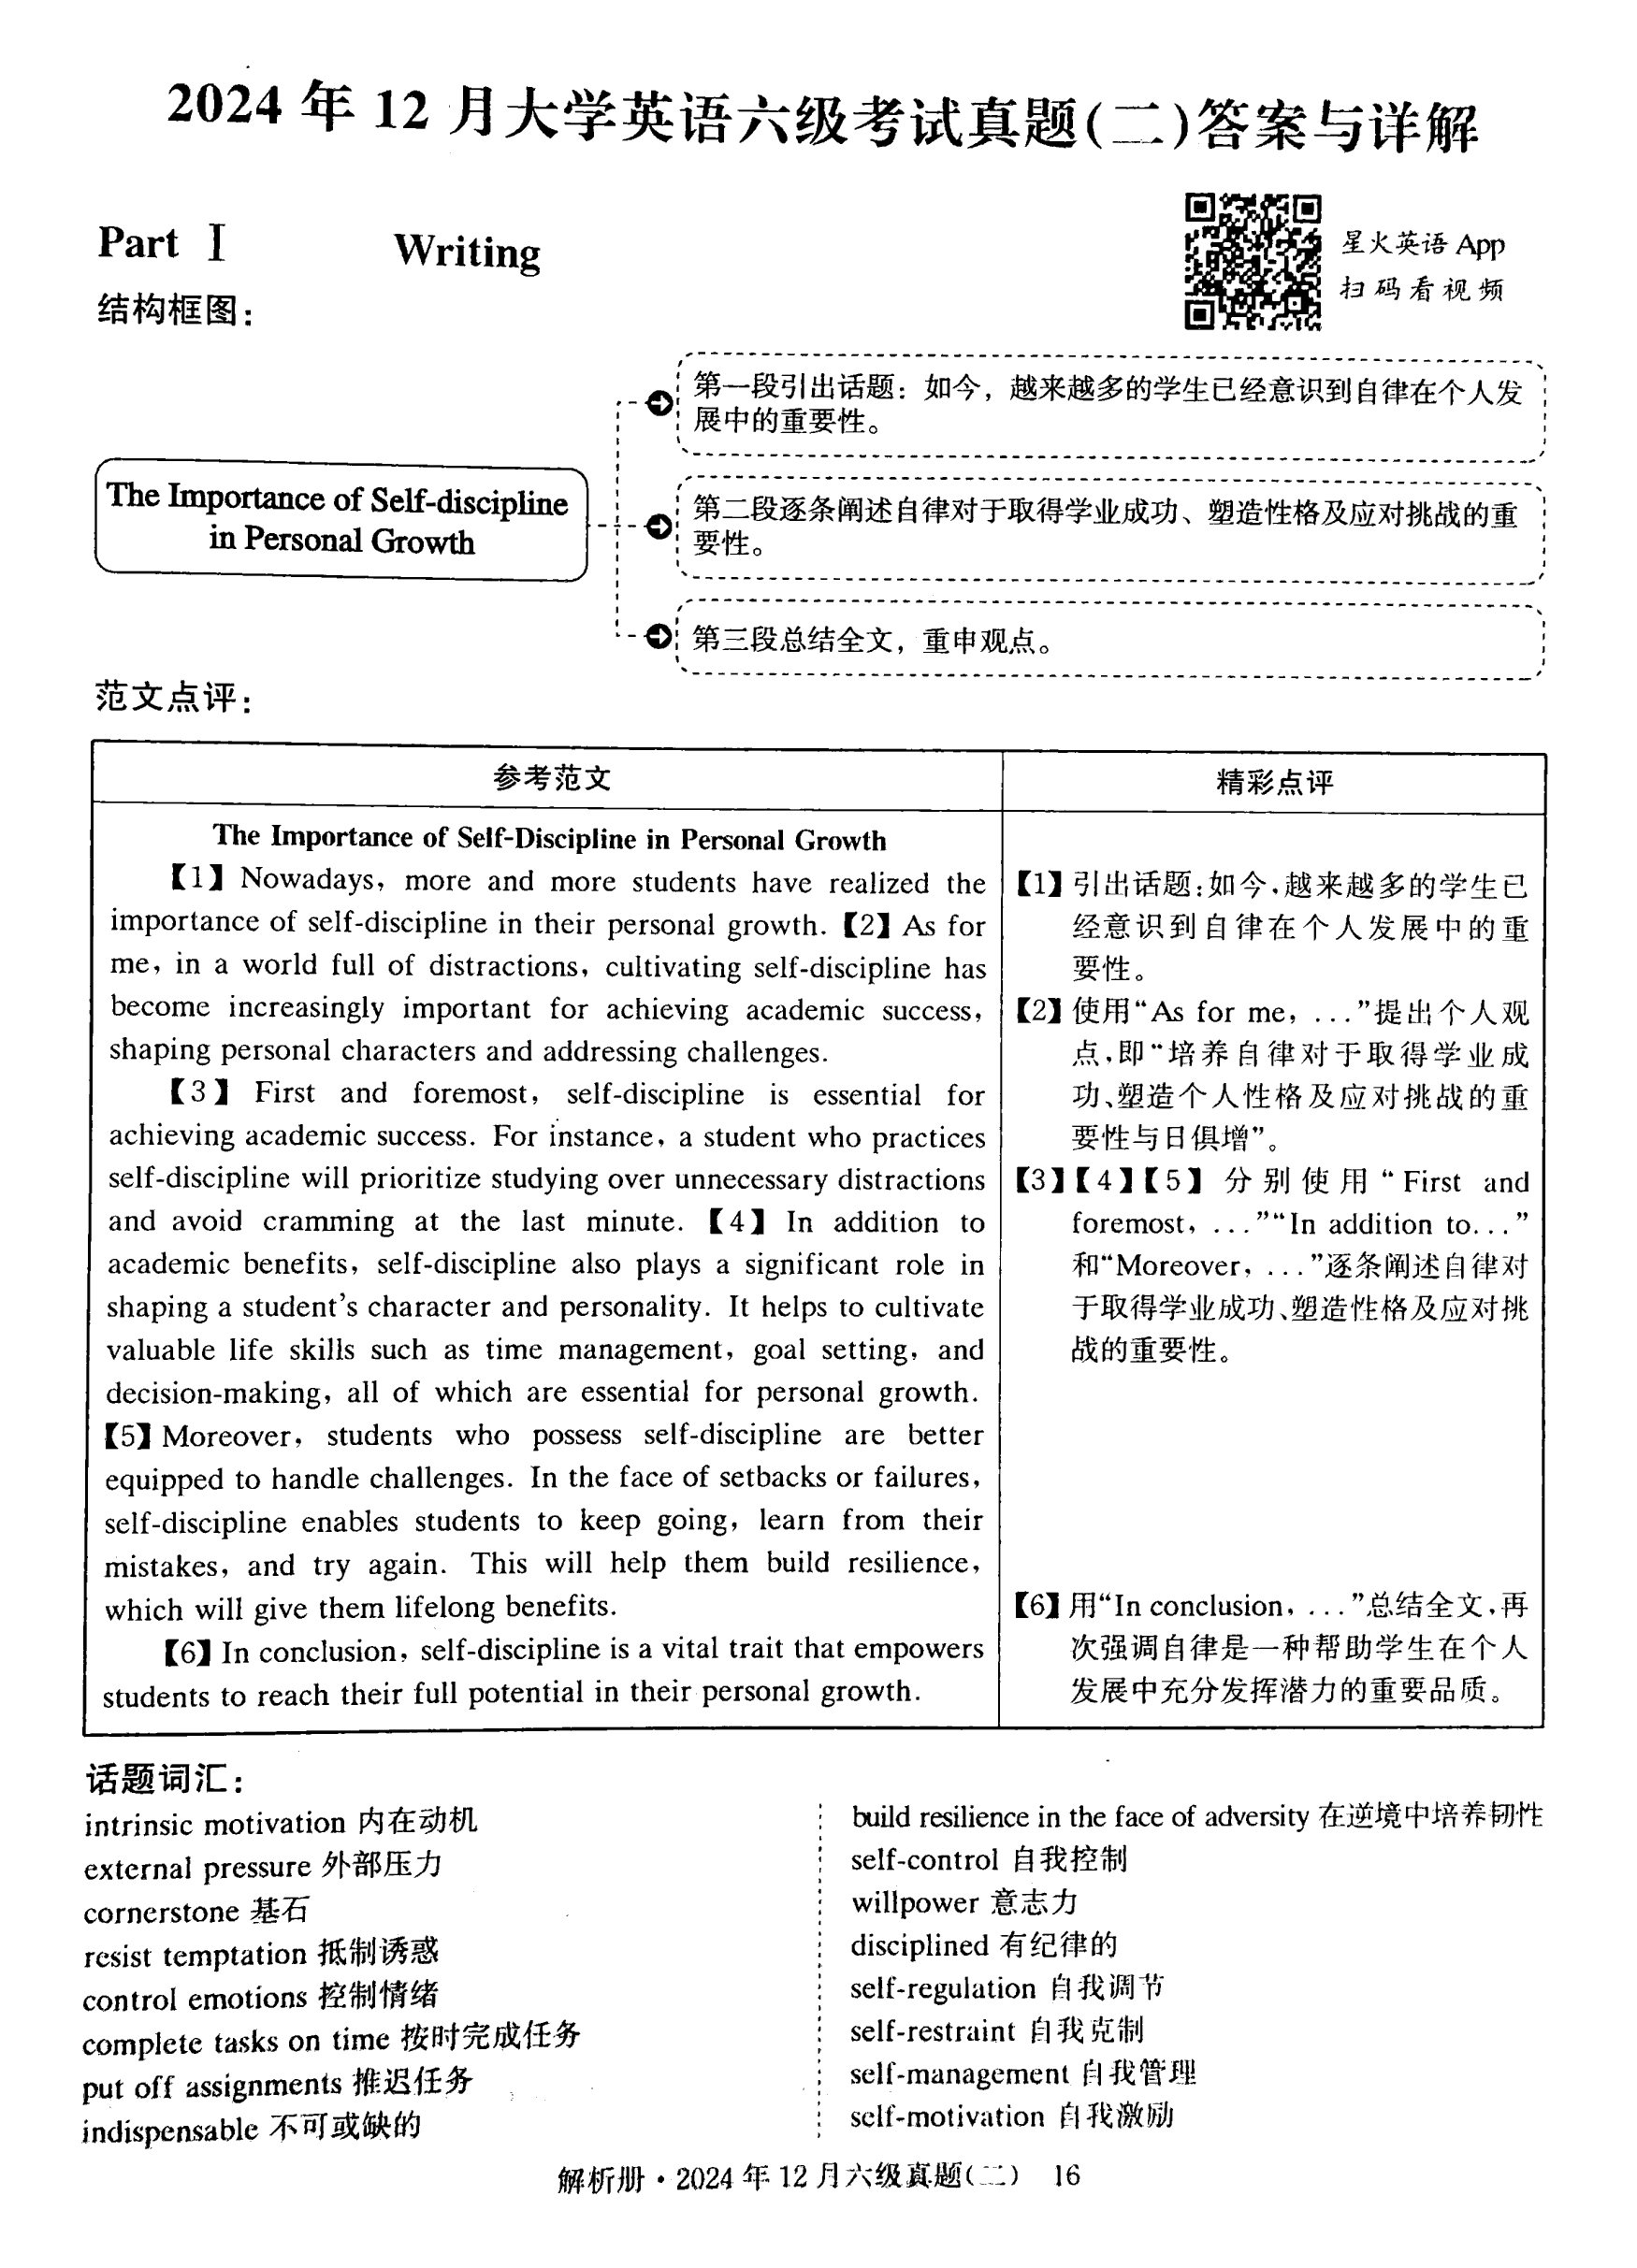 2024 年 12 月大学英语六级考试真题(二)答案与详解
Part Ⅰ Writing
星火英语 App
扫码看视频
结构框图：
The Importance of Self-discipline
in Personal Growth
第一段引出话题：如今，越来越多的学生已经意识到自律在个人发
展中的重要性。
第二段逐条阐述自律对于取得学业成功、塑造性格及应对挑战的重
要性。
第三段总结全文，重申观点。
范文点评：
参考范文
The Importance of Self-Discipline in Personal Growth
【1】Nowadays, more and more students have realized the
importance of self-discipline in their personal growth.【2】As for
me, in a world full of distractions, cultivating self-discipline has
become increasingly important for achieving academic success,
shaping personal characters and addressing challenges.
【3】First and foremost, self-discipline is essential for
achieving academic success. For instance, a student who practices
self-discipline will prioritize studying over unnecessary distractions
and avoid cramming at the last minute.【4】In addition to
academic benefits, self-discipline also plays a significant role in
shaping a student's character and personality. It helps to cultivate
valuable life skills such as time management, goal setting, and
decision-making, all of which are essential for personal growth.
【5】Moreover, students who possess self-discipline are better
equipped to handle challenges. In the face of setbacks or failures,
self-discipline enables students to keep going, learn from their
mistakes, and try again. This will help them build resilience,
which will give them lifelong benefits.
【6】In conclusion, self-discipline is a vital trait that empowers
students to reach their full potential in their personal growth.
精彩点评
【1】引出话题：如今，越来越多的学生已
经意识到自律在个人发展中的重
要性。
【2】使用“As for me, ...”提出个人观
点，即“培养自律对于取得学业成
功、塑造个人性格及应对挑战的重
要性与日俱增”。
【3】【4】【5】分别使用“First and
foremost, ...”“In addition to...”
和“Moreover, ...”逐条阐述自律对
于取得学业成功、塑造性格及应对挑
战的重要性。
【6】用“In conclusion, ...”总结全文，再
次强调自律是一种帮助学生在个人
发展中充分发挥潜力的重要品质。
话题词汇：
intrinsic motivation 内在动机
external pressure 外部压力
cornerstone 基石
resist temptation 抵制诱惑
control emotions 控制情绪
complete tasks on time 按时完成任务
put off assignments 推迟任务
indispensable 不可或缺的
build resilience in the face of adversity 在逆境中培养韧性
self-control 自我控制
willpower 意志力
disciplined 有纪律的
self-regulation 自我调节
self-restraint 自我克制
self-management 自我管理
self-motivation 自我激励
解析册·2024 年 12 月六级真题(二) 16